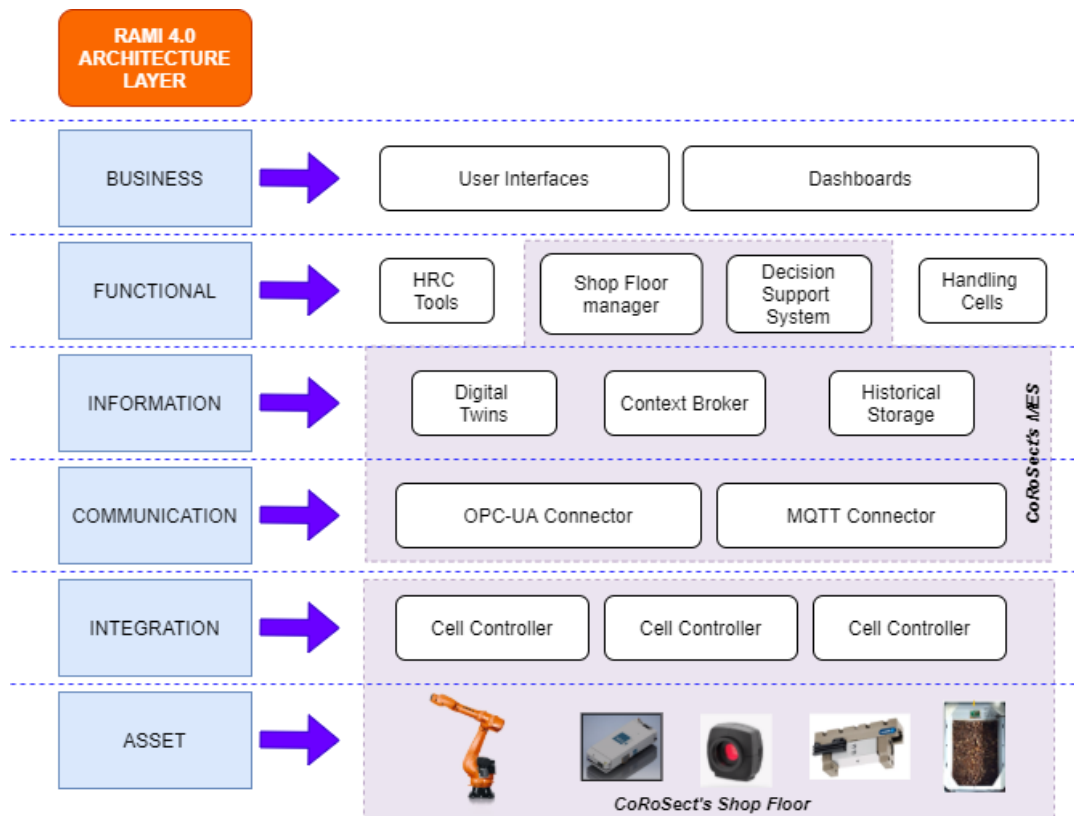 RAMI 4.0
ARCHITECTURE
LAYER
BUSINESS
User Interfaces
Dashboards
FUNCTIONAL
HRC
Tools
Shop Floor
manager
Decision
Support
System
Handling
Cells
INFORMATION
Digital
Twins
Context Broker
Historical
Storage
CoRoSect's MES
COMMUNICATION
OPC-UA Connector
MQTT Connector
INTEGRATION
Cell Controller
Cell Controller
Cell Controller
ASSET
CoRoSect's Shop Floor